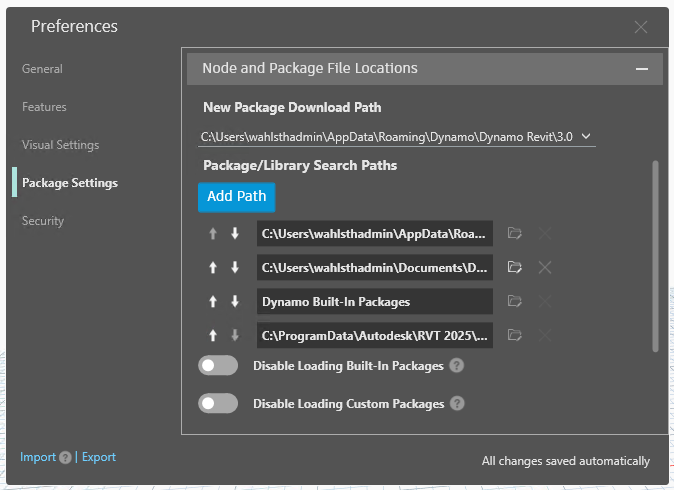 Preferences
General
Features
Visual Settings
Package Settings
Security
Node and Package File Locations
New Package Download Path
C:\Users\wahlsthadmin\AppData\Roaming\Dynamo\Dynamo Revit\3.0
Package/Library Search Paths
Add Path
C:\Users\wahlsthadmin\AppData\Roa...
C:\Users\wahlsthadmin\Documents\D...
Dynamo Built-In Packages
C:\ProgramData\Autodesk\RVT 2025\...
Disable Loading Built-In Packages ?
Disable Loading Custom Packages ?
Import ? | Export
All changes saved automatically